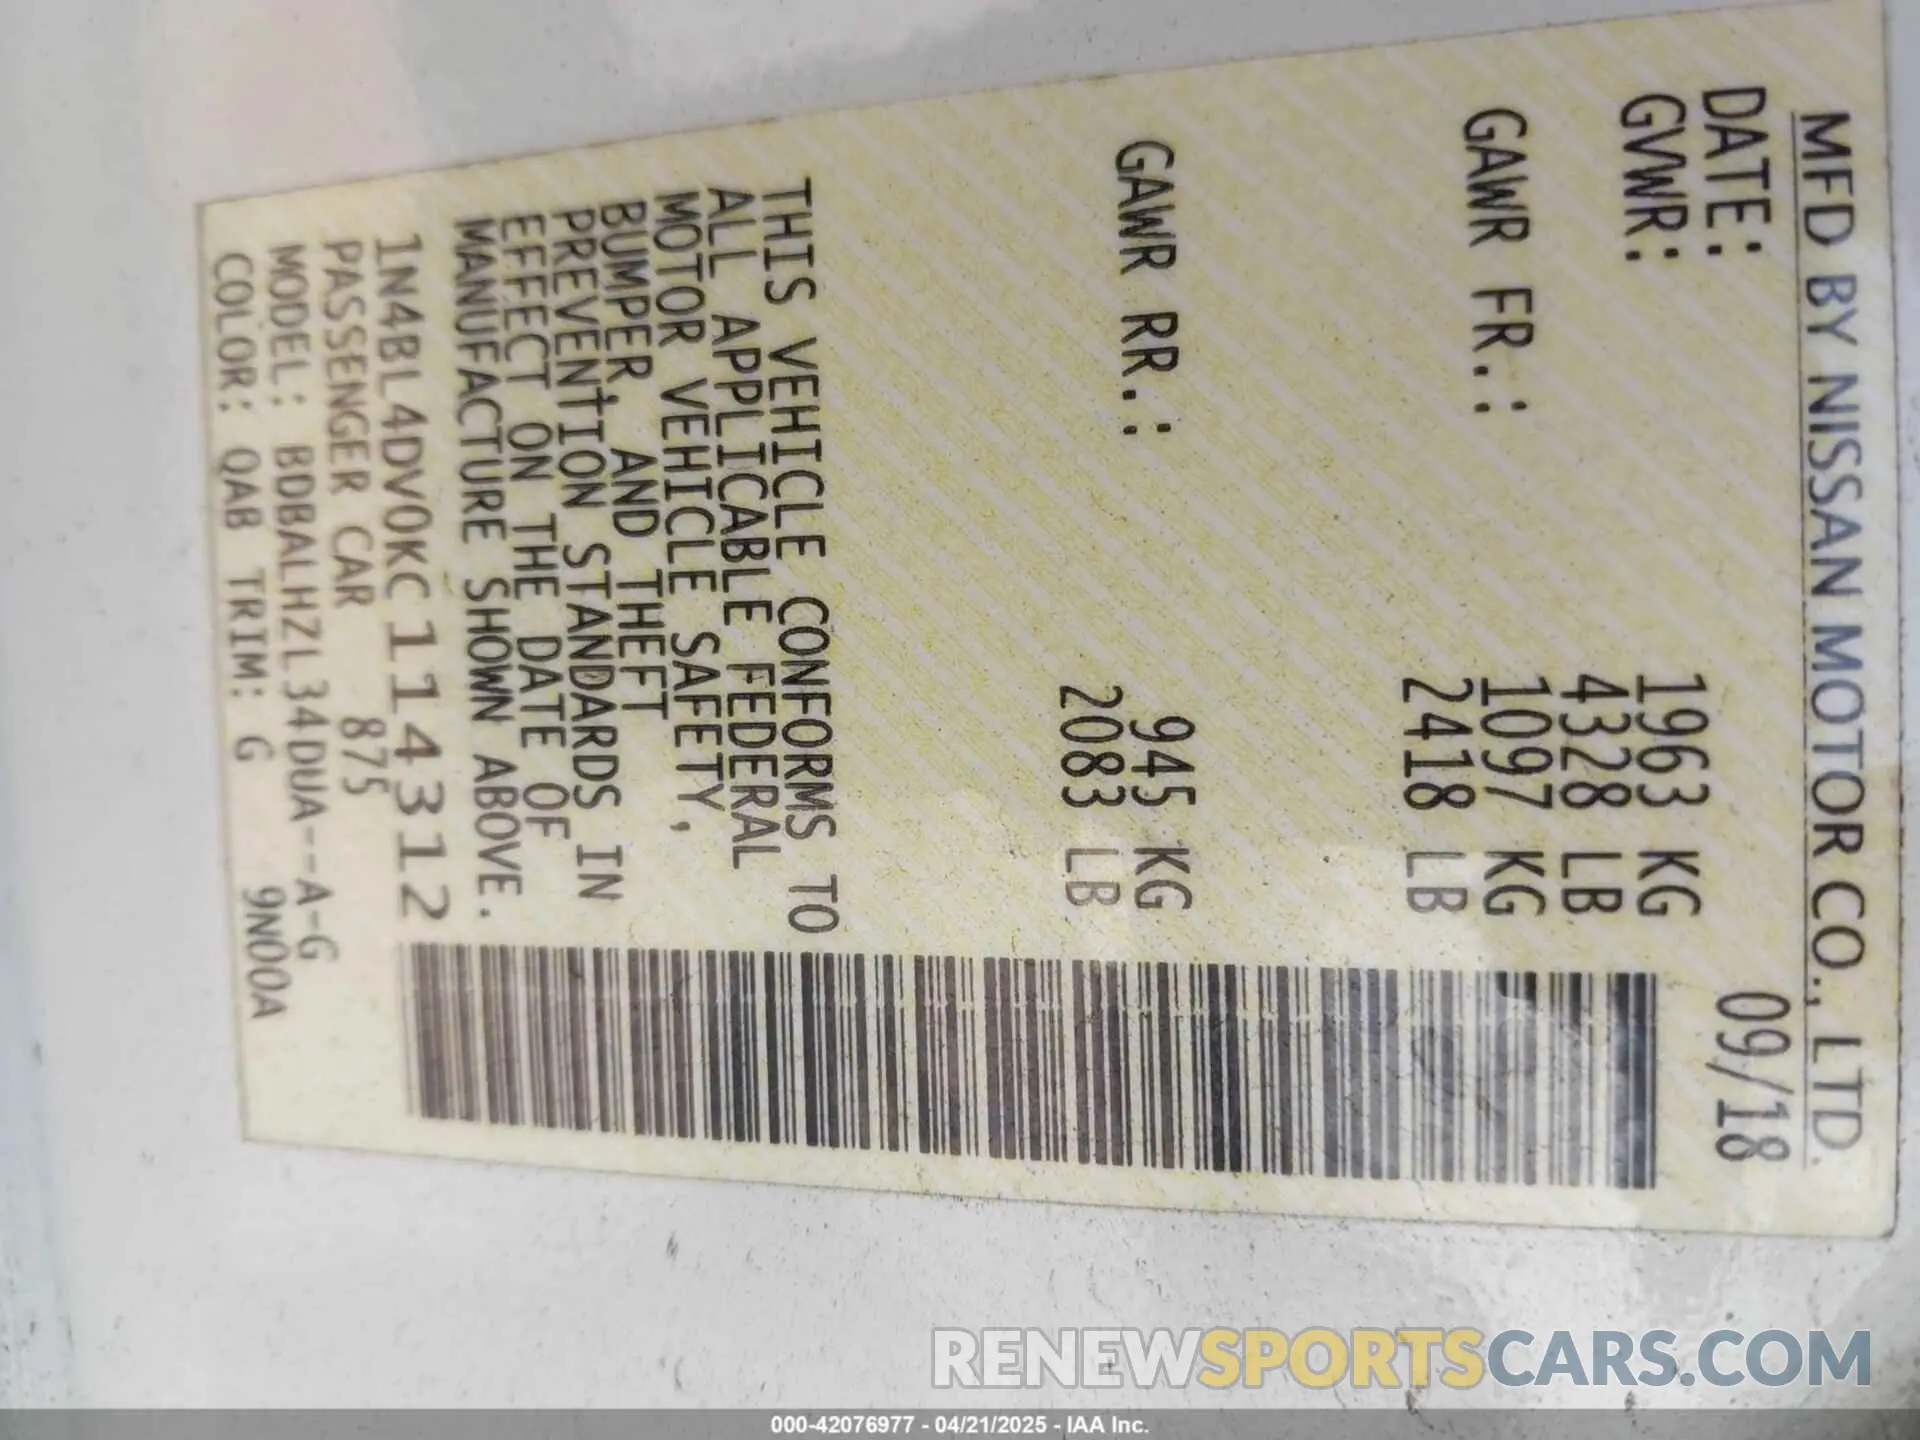 MFD BY NISSAN MOTOR CO., LTD.
DATE: 09/18
GVWR: 1963 KG
4328 LB
GAWR FR.: 1097 KG
2418 LB
GAWR RR.: 945 KG
2083 LB
THIS VEHICLE CONFORMS TO
ALL APPLICABLE FEDERAL
MOTOR VEHICLE SAFETY,
BUMPER, AND THEFT
PREVENTION STANDARDS IN
EFFECT ON THE DATE OF
MANUFACTURE SHOWN ABOVE.
1N4BL4DV0KC114312
PASSENGER CAR 875
MODEL: BDBALHZL34DUA--A-G
COLOR: QAB TRIM: G 9N00A
RENEWSPORTSCARS.COM
000-42076977 - 04/21/2025 - IAA Inc.